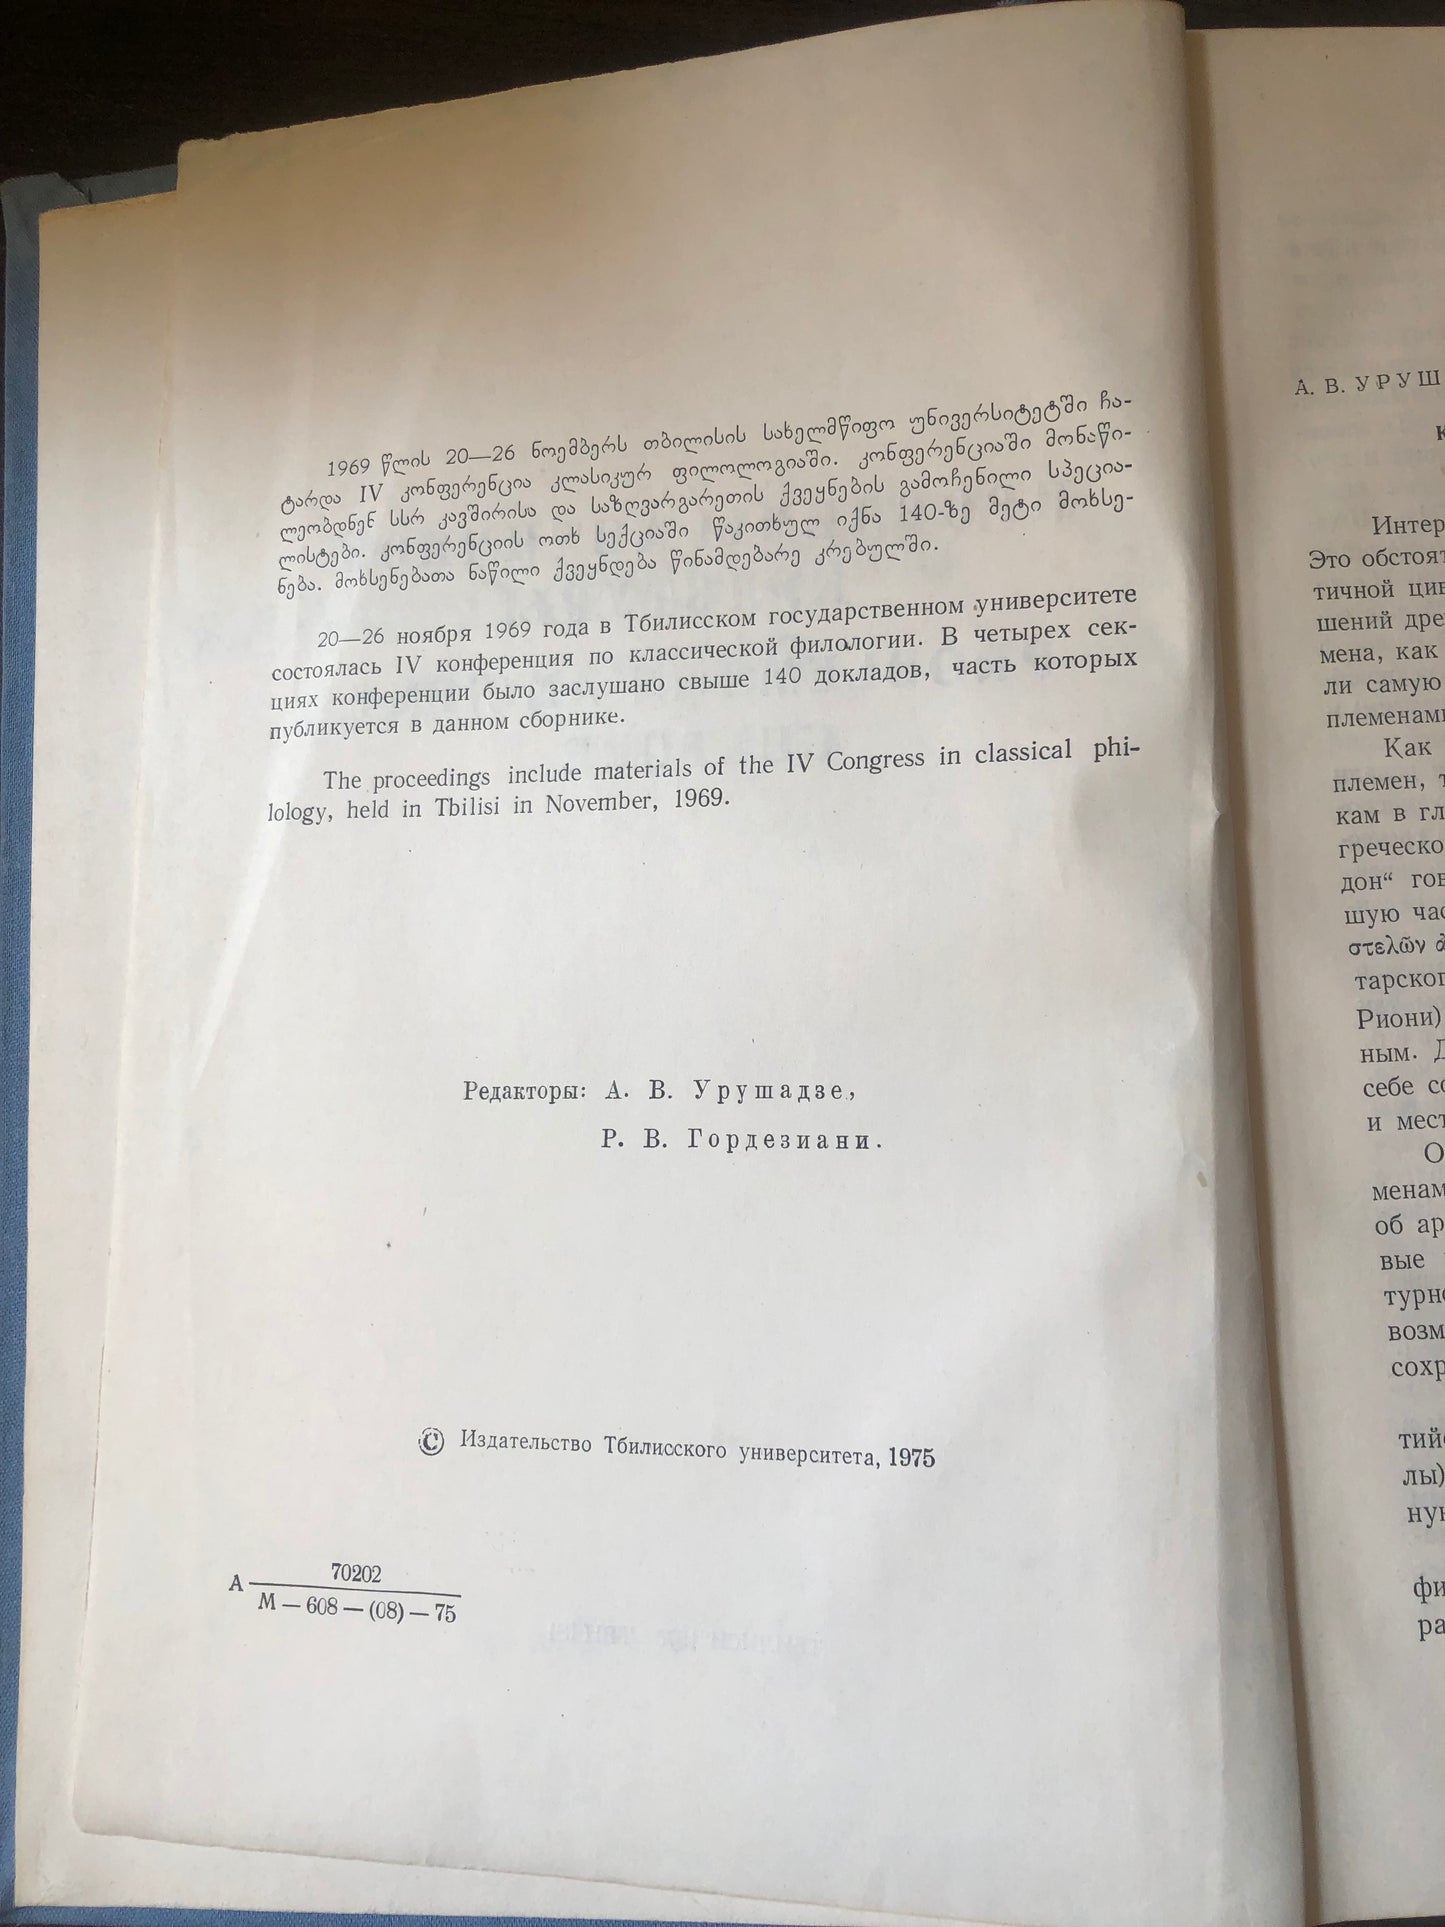 1969 წლის 20—26 ნოემბერს თბილისის სახელმწიფო უნივერსიტეტში ჩა-
ტარდა IV კონფერენცია კლასიკურ ფილოლოგიაში. კონფერენციაში მონაწი-
ლეობდნენ სსრ კავშირისა და საზღვარგარეთის ქვეყნების გამოჩენილი სპეცია-
ლისტები. კონფერენციის ოთხ სექციაში წაკითხულ იქნა 140-ზე მეტი მოხსე-
ნება. მოხსენებათა ნაწილი ქვეყნდება წინამდებარე კრებულში.
20—26 ноября 1969 года в Тбилисском государственном университете
состоялась IV конференция по классической филологии. В четырех сек-
циях конференции было заслушано свыше 140 докладов, часть которых
публикуется в данном сборнике.
The proceedings include materials of the IV Congress in classical phi-
lology, held in Tbilisi in November, 1969.
Редакторы: А. В. Урушадзе,
Р. В. Гордезиани.
© Издательство Тбилисского университета, 1975
А 70202
М — 608 — (08) — 75
А. В. УРУШ
К
Интер
Это обстоят
тичной цив
шений дре
мена, как
ли самую
племенами
Как
племен, т
кам в гл
греческо
дон“ гов
шую час
στελῶν
тарског
Риони)
ным. Д
себе со
и мест
О
менам
об ар
вые
турно
возм
сохр
тий
лы)
ну
фи
ра